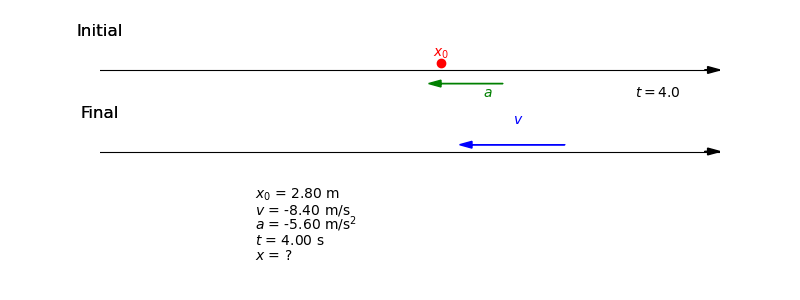 Initial
x₀
a
t = 4.0
Final
v
x₀ = 2.80 m
v = -8.40 m/s
a = -5.60 m/s²
t = 4.00 s
x = ?